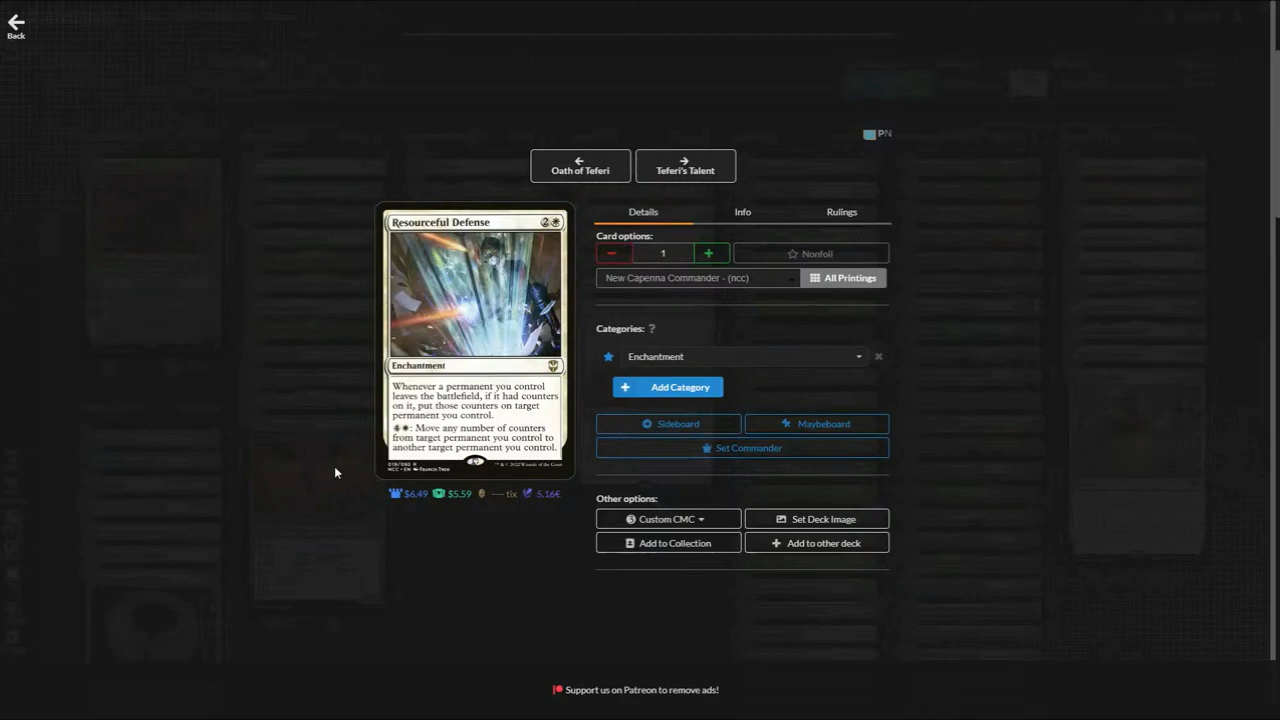 Back
PN
Oath of Teferi
Teferi's Talent
Resourceful Defense 2
Enchantment
Whenever a permanent you control
leaves the battlefield, if it had counters
on it, put those counters on target
permanent you control.
4: Move any number of counters
from target permanent you control to
another target permanent you control.
NCC • EN
$6.49 $5.59 ---- tix 5.16€
Details Info Rulings
Card options:
1
Nonfoil
New Capenna Commander - (ncc)
All Printings
Categories: ?
Enchantment
+ Add Category
Sideboard
Maybeboard
Set Commander
Other options:
Custom CMC
Set Deck Image
Add to Collection
+ Add to other deck
Support us on Patreon to remove ads!